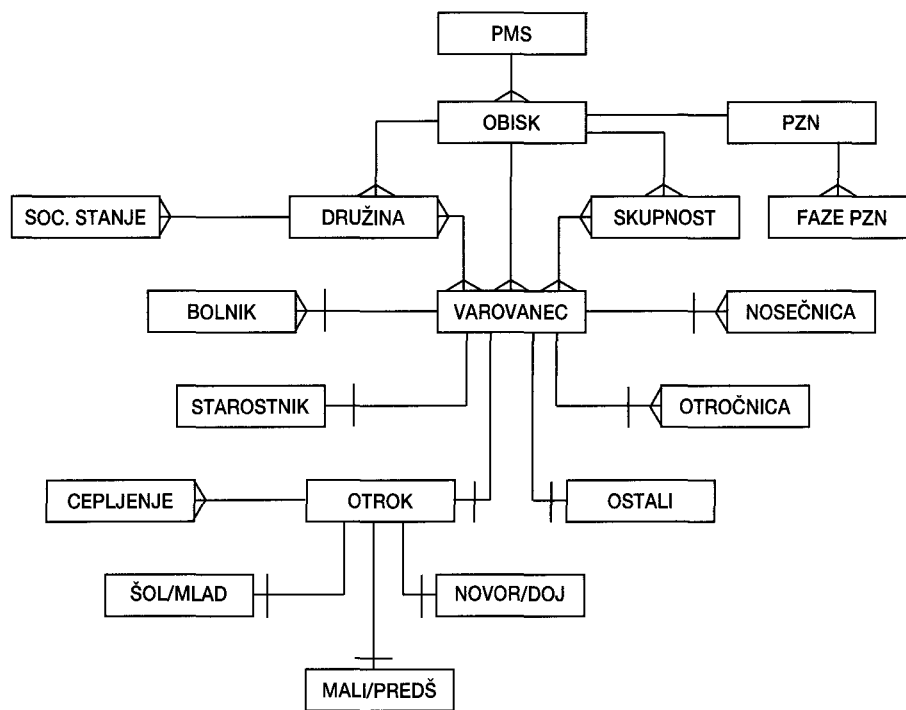 PMS
OBISK
PZN
SOC. STANJE
DRUŽINA
SKUPNOST
FAZE PZN
BOLNIK
VAROVANEC
NOSEČNICA
STAROSTNIK
OTROČNICA
CEPLJENJE
OTROK
OSTALI
ŠOL/MLAD
NOVOR/DOJ
MALI/PREDŠ